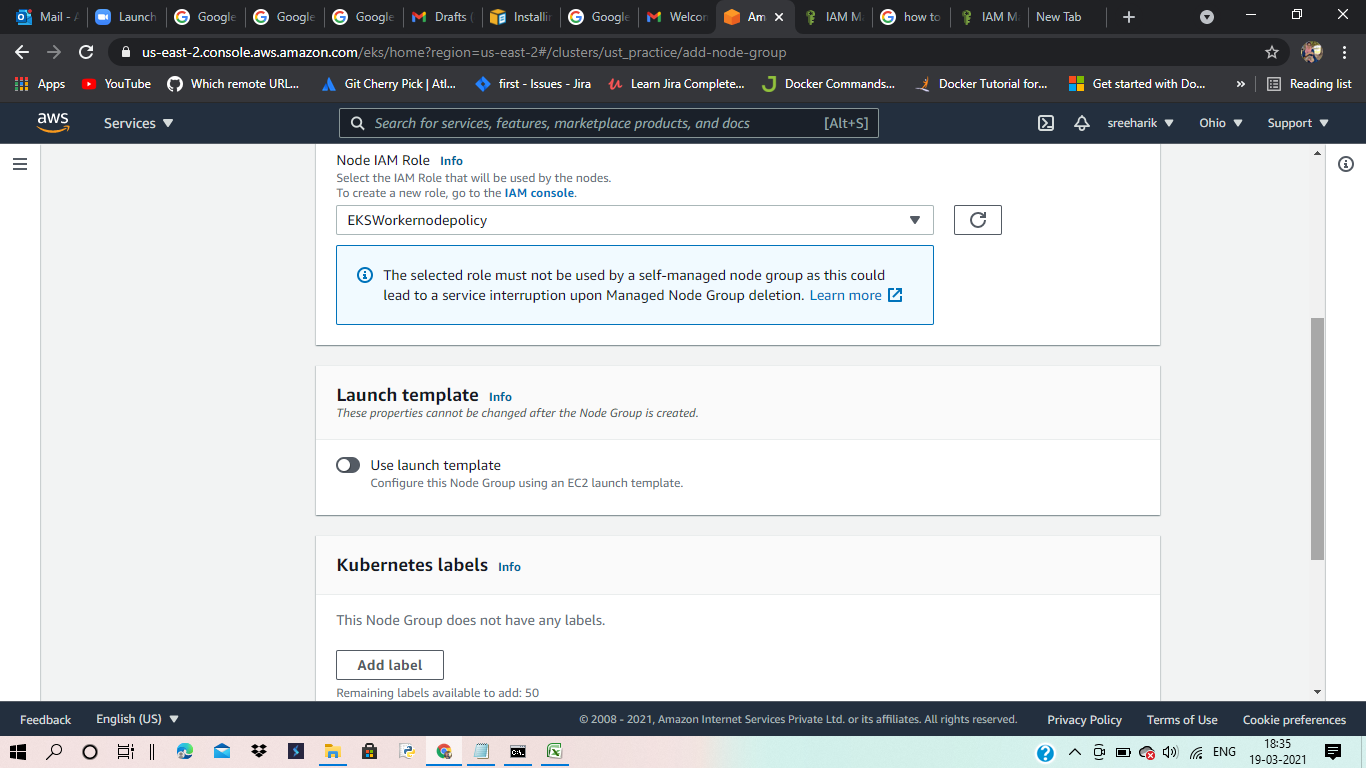 Mail - A
Launch
Google
Google
Google
Drafts (
Installin
Google
Welcon
Am
IAM Ma
how to
IAM Ma
New Tab
us-east-2.console.aws.amazon.com/eks/home?region=us-east-2#/clusters/ust_practice/add-node-group
Apps
YouTube
Which remote URL...
Git Cherry Pick | Atl...
first - Issues - Jira
Learn Jira Complete...
Docker Commands...
Docker Tutorial for...
Get started with Do...
»
Reading list
aws
Services
Search for services, features, marketplace products, and docs [Alt+S]
sreeharik
Ohio
Support
Node IAM Role Info
Select the IAM Role that will be used by the nodes.
To create a new role, go to the IAM console.
EKSWorkernodepolicy
The selected role must not be used by a self-managed node group as this could
lead to a service interruption upon Managed Node Group deletion. Learn more
Launch template Info
These properties cannot be changed after the Node Group is created.
Use launch template
Configure this Node Group using an EC2 launch template.
Kubernetes labels Info
This Node Group does not have any labels.
Add label
Remaining labels available to add: 50
Feedback
English (US)
© 2008 - 2021, Amazon Internet Services Private Ltd. or its affiliates. All rights reserved.
Privacy Policy
Terms of Use
Cookie preferences
ENG
18:35
19-03-2021